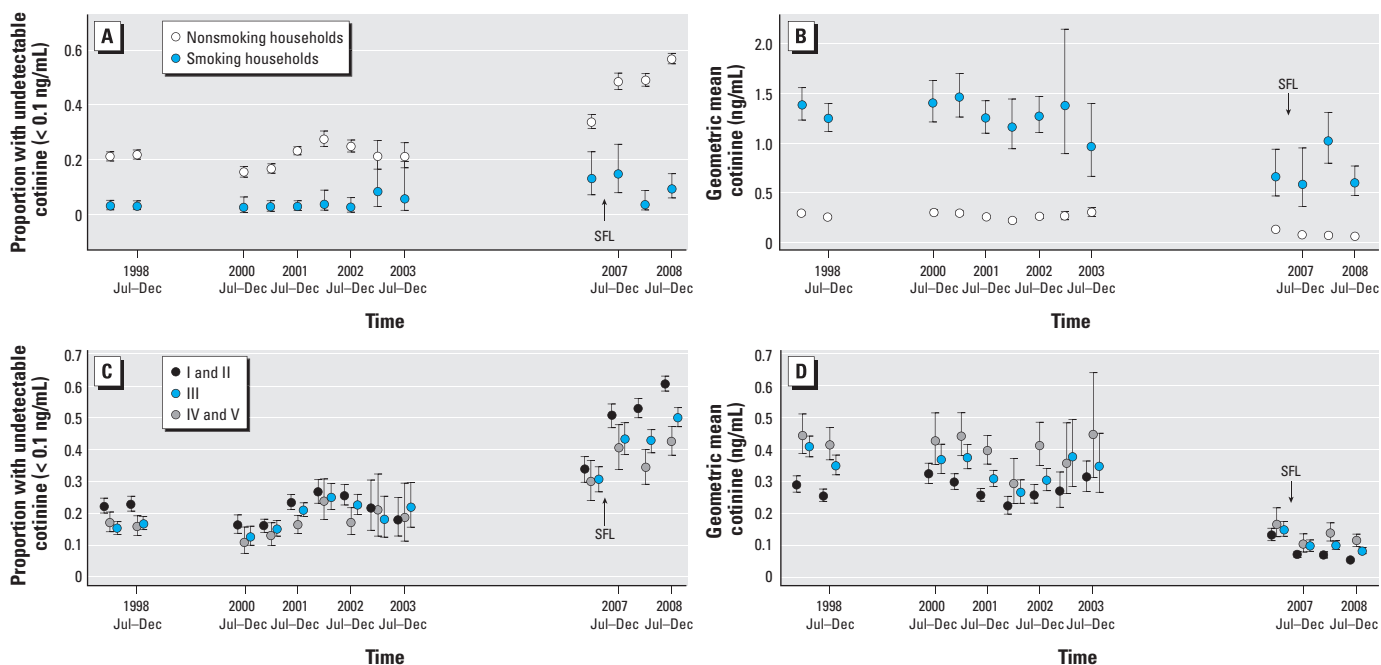 A
Nonsmoking households
Smoking households
Proportion with undetectable
cotinine (< 0.1 ng/mL)
0.6
0.4
0.2
0
SFL
1998
Jul–Dec
2000
Jul–Dec
2001
Jul–Dec
2002
Jul–Dec
2003
Jul–Dec
2007
Jul–Dec
2008
Jul–Dec
Time
B
Geometric mean
cotinine (ng/mL)
2.0
1.5
1.0
0.5
0
SFL
1998
Jul–Dec
2000
Jul–Dec
2001
Jul–Dec
2002
Jul–Dec
2003
Jul–Dec
2007
Jul–Dec
2008
Jul–Dec
Time
C
I and II
III
IV and V
Proportion with undetectable
cotinine (< 0.1 ng/mL)
0.7
0.6
0.5
0.4
0.3
0.2
0.1
0
SFL
1998
Jul–Dec
2000
Jul–Dec
2001
Jul–Dec
2002
Jul–Dec
2003
Jul–Dec
2007
Jul–Dec
2008
Jul–Dec
Time
D
Geometric mean
cotinine (ng/mL)
0.7
0.6
0.5
0.4
0.3
0.2
0.1
0
SFL
1998
Jul–Dec
2000
Jul–Dec
2001
Jul–Dec
2002
Jul–Dec
2003
Jul–Dec
2007
Jul–Dec
2008
Jul–Dec
Time